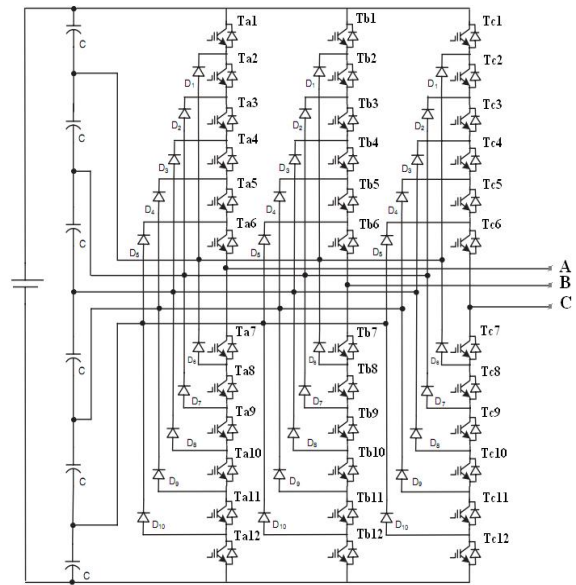 Ta1 Tb1 Tc1
C
Ta2 Tb2 Tc2
D1 D1 D1
Ta3 Tb3 Tc3
C D2 D2 D2
Ta4 Tb4 Tc4
D3 D3 D3
Ta5 Tb5 Tc5
D4 D4 D4
Ta6 Tb6 Tc6
C D5 D5 D5
A
B
C
Ta7 Tb7 Tc7
D6 D6 D6
C Ta8 Tb8 Tc8
D7 D7 D7
Ta9 Tb9 Tc9
D8 D8 D8
Ta10 Tb10 Tc10
C D9 D9 D9
Ta11 Tb11 Tc11
D10 D10 D10
Ta12 Tb12 Tc12
C